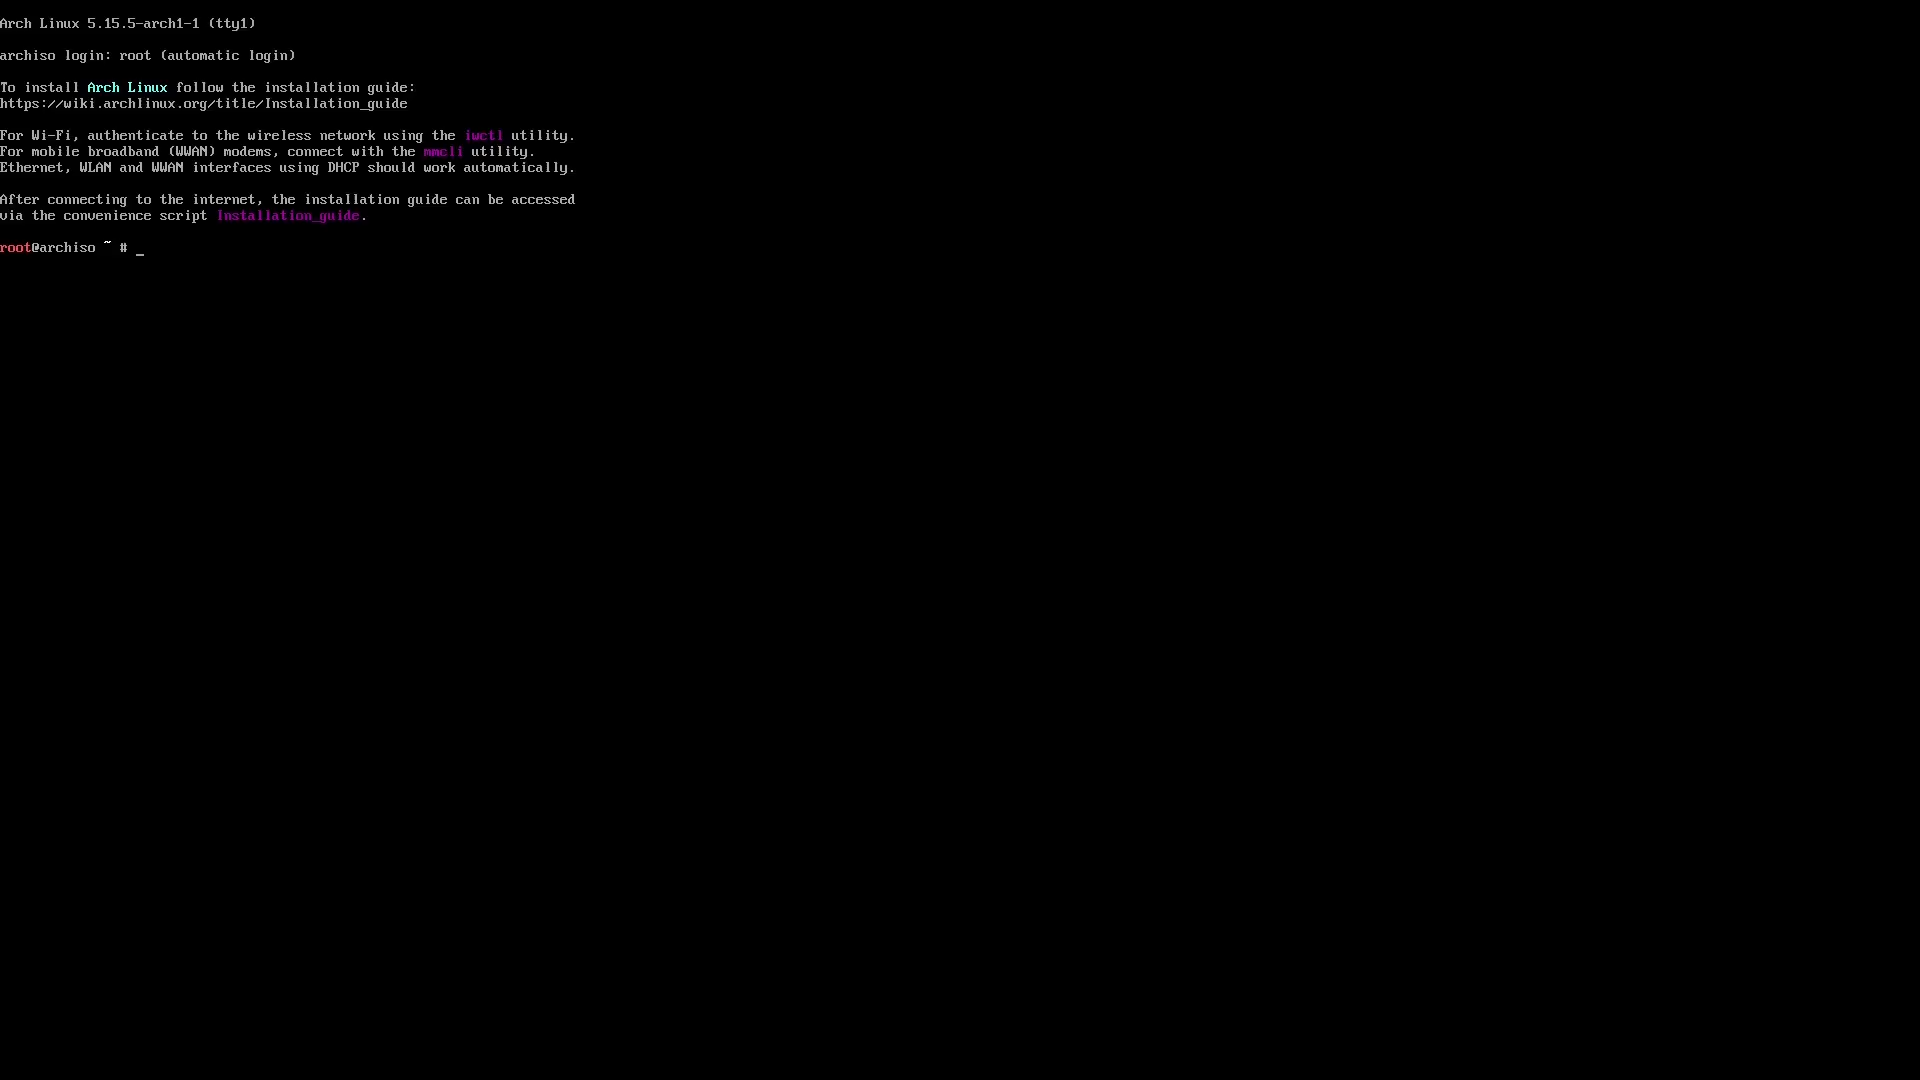 Arch Linux 5.15.5-arch1-1 (tty1)
archiso login: root (automatic login)
To install Arch Linux follow the installation guide:
https://wiki.archlinux.org/title/Installation_guide
For Wi-Fi, authenticate to the wireless network using the iwctl utility.
For mobile broadband (WWAN) modems, connect with the mmcli utility.
Ethernet, WLAN and WWAN interfaces using DHCP should work automatically.
After connecting to the internet, the installation guide can be accessed
via the convenience script Installation_guide.
root@archiso ~ # _